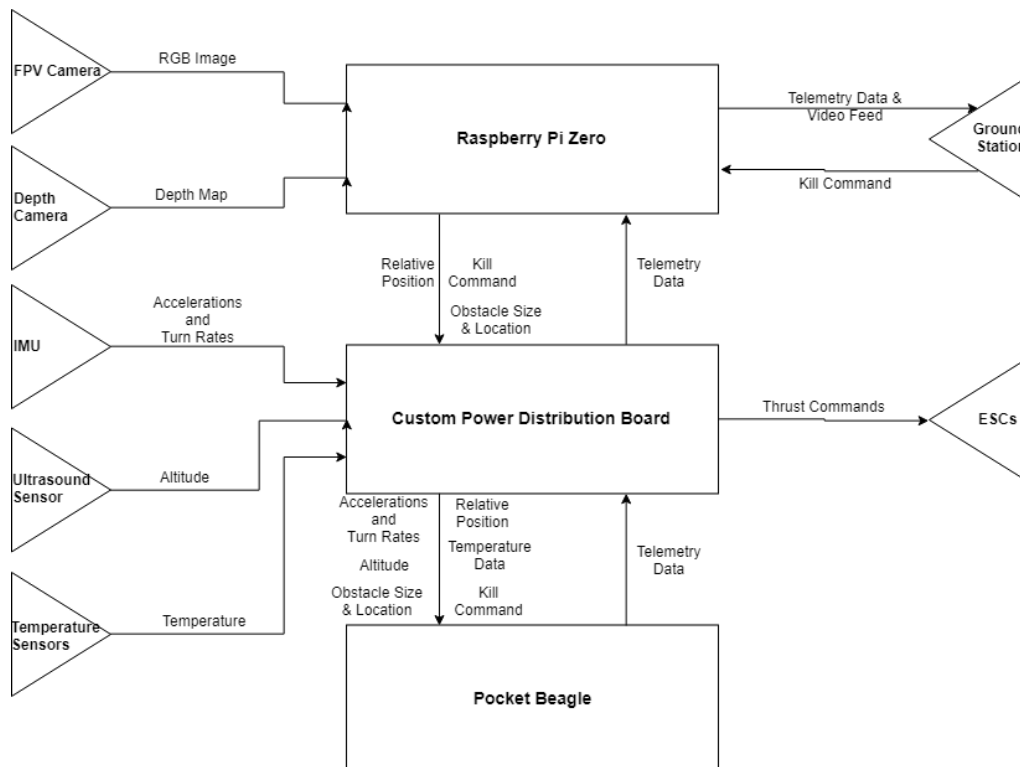 FPV Camera
RGB Image
Depth
Camera
Depth Map
Raspberry Pi Zero
Telemetry Data &
Video Feed
Kill Command
Ground
Station
Relative
Position
Kill
Command
Obstacle Size
& Location
Telemetry
Data
IMU
Accelerations
and
Turn Rates
Ultrasound
Sensor
Altitude
Temperature
Sensors
Temperature
Custom Power Distribution Board
Thrust Commands
ESCs
Accelerations
and
Turn Rates
Altitude
Obstacle Size
& Location
Relative
Position
Temperature
Data
Kill
Command
Telemetry
Data
Pocket Beagle